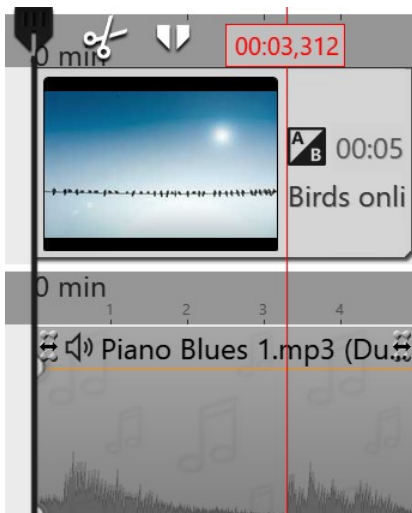 0 min
00:03,312
A
B
00:05
Birds onli
0 min
1 2 3 4
Piano Blues 1.mp3 (Du...